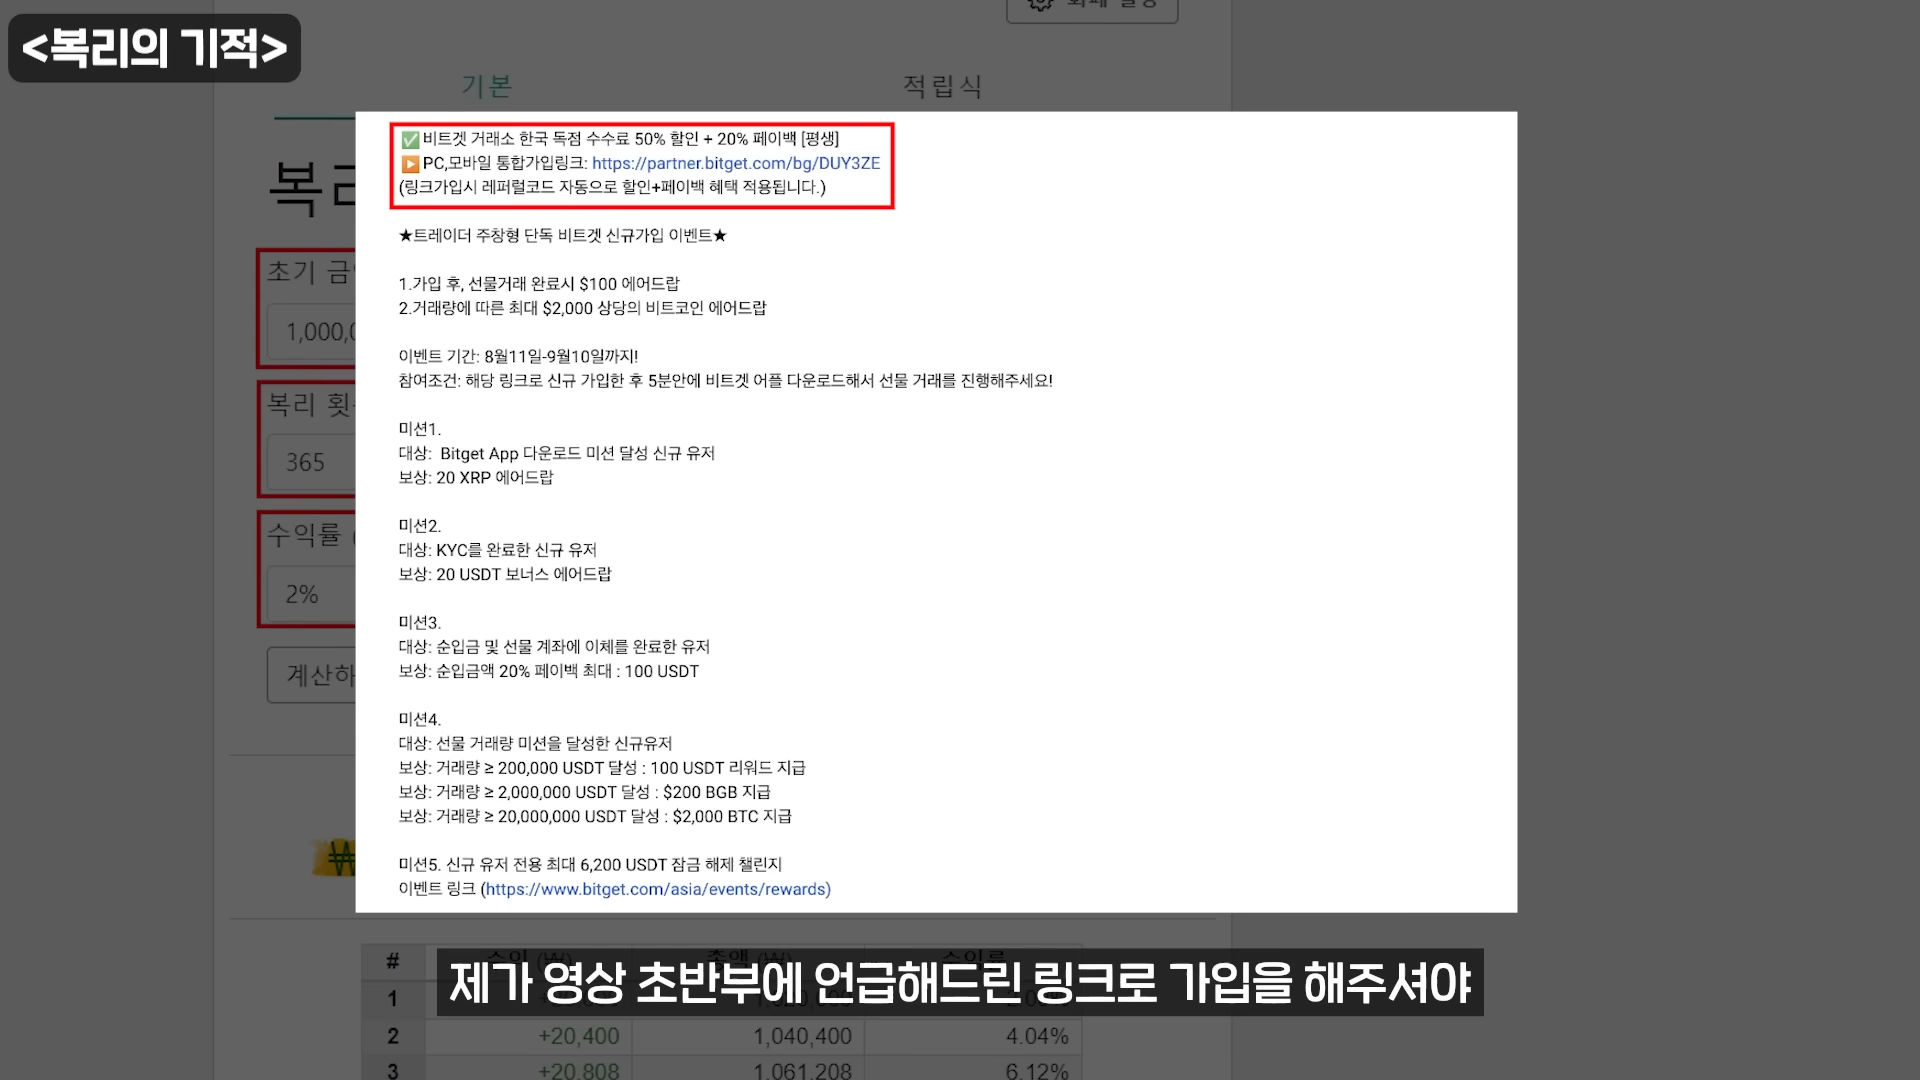 <복리의 기적>
기본
적립식
복리
초기 금
1,000,0
복리 횟
365
수익률
2%
계산하
✅비트겟 거래소 한국 독점 수수료 50% 할인 + 20% 페이백 [평생]
▶PC,모바일 통합가입링크: https://partner.bitget.com/bg/DUY3ZE
(링크가입시 레퍼럴코드 자동으로 할인+페이백 혜택 적용됩니다.)
★트레이더 주창형 단독 비트겟 신규가입 이벤트★
1.가입 후, 선물거래 완료시 $100 에어드랍
2.거래량에 따른 최대 $2,000 상당의 비트코인 에어드랍
이벤트 기간: 8월11일-9월10일까지!
참여조건: 해당 링크로 신규 가입한 후 5분안에 비트겟 어플 다운로드해서 선물 거래를 진행해주세요!
미션1.
대상: Bitget App 다운로드 미션 달성 신규 유저
보상: 20 XRP 에어드랍
미션2.
대상: KYC를 완료한 신규 유저
보상: 20 USDT 보너스 에어드랍
미션3.
대상: 순입금 및 선물 계좌에 이체를 완료한 유저
보상: 순입금액 20% 페이백 최대 : 100 USDT
미션4.
대상: 선물 거래량 미션을 달성한 신규유저
보상: 거래량 ≥ 200,000 USDT 달성 : 100 USDT 리워드 지급
보상: 거래량 ≥ 2,000,000 USDT 달성 : $200 BGB 지급
보상: 거래량 ≥ 20,000,000 USDT 달성 : $2,000 BTC 지급
미션5. 신규 유저 전용 최대 6,200 USDT 잠금 해제 챌린지
이벤트 링크 (https://www.bitget.com/asia/events/rewards)
₩
#
1
제가 영상 초반부에 언급해드린 링크로 가입을 해주셔야
2 +20,400 1,040,400 4.04%
3 +20,808 1,061,208 6.12%